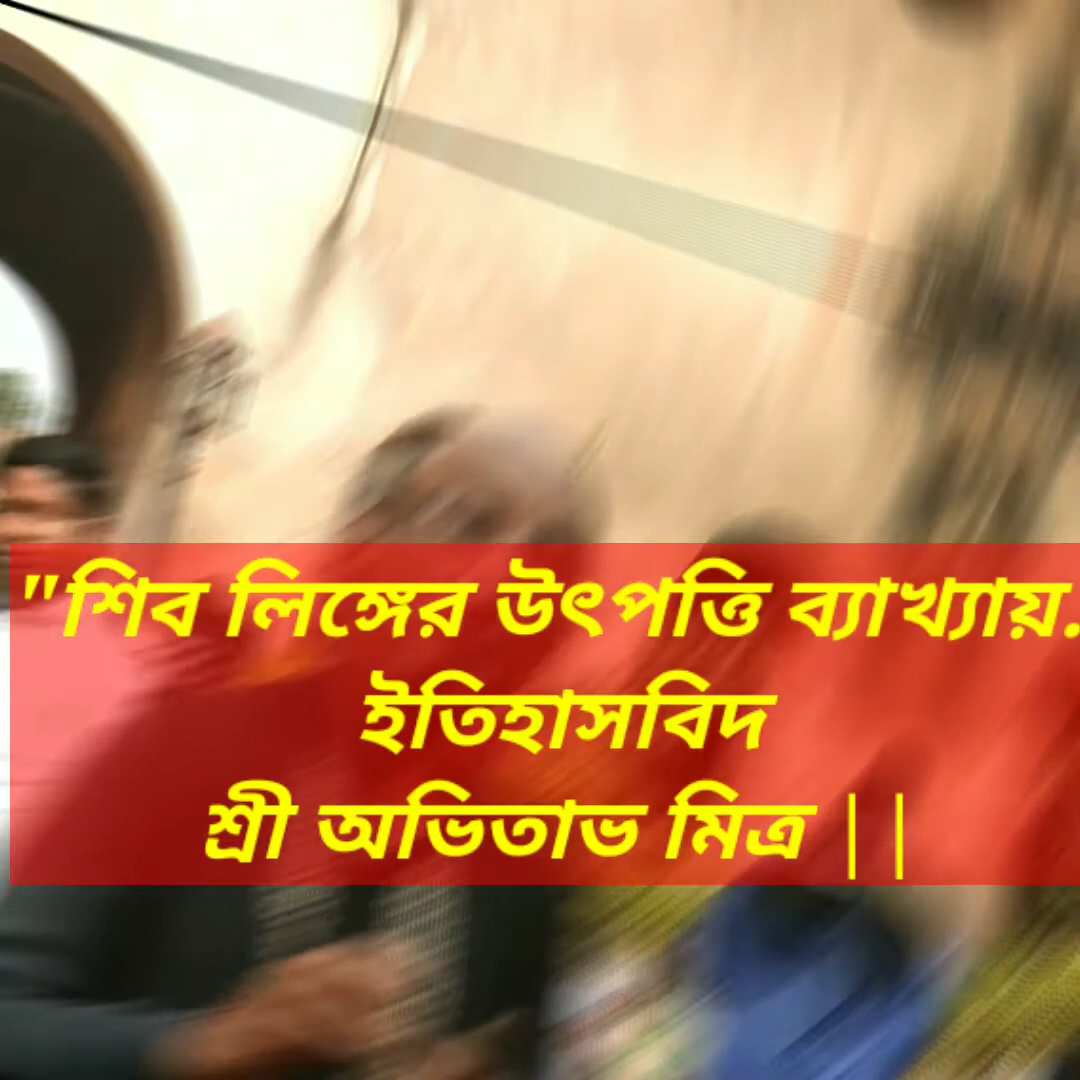 "শিব লিঙ্গের উৎপত্তি ব্যাখ্যায়.
ইতিহাসবিদ
শ্রী অভিতাভ মিত্র ||